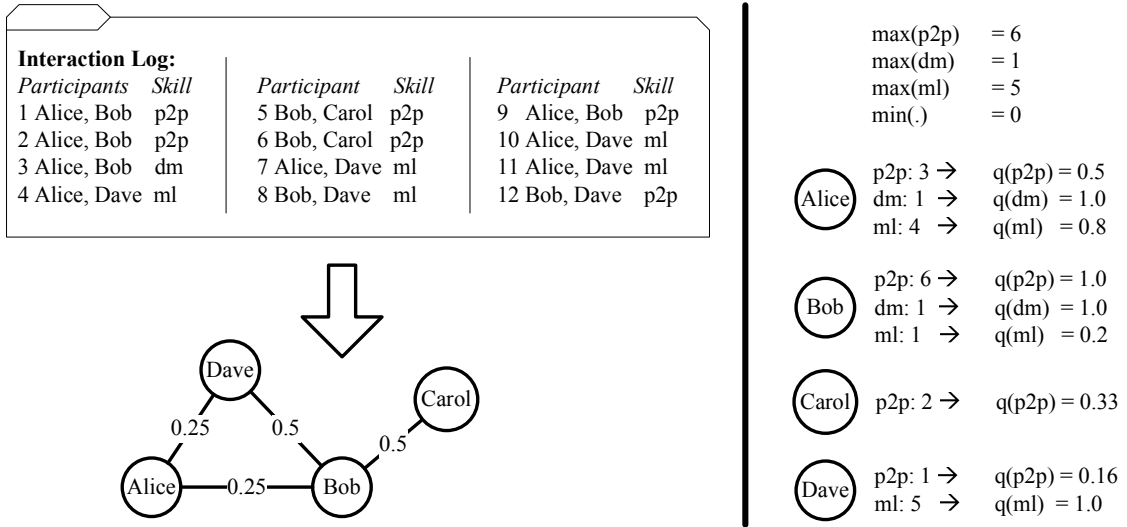 Interaction Log:
Participants Skill
1 Alice, Bob p2p
2 Alice, Bob p2p
3 Alice, Bob dm
4 Alice, Dave ml
Participant Skill
5 Bob, Carol p2p
6 Bob, Carol p2p
7 Alice, Dave ml
8 Bob, Dave ml
Participant Skill
9 Alice, Bob p2p
10 Alice, Dave ml
11 Alice, Dave ml
12 Bob, Dave p2p
Dave
Carol
0.25
0.5
0.5
Alice
0.25
Bob
max(p2p) = 6
max(dm) = 1
max(ml) = 5
min(.) = 0
Alice
p2p: 3 → q(p2p) = 0.5
dm: 1 → q(dm) = 1.0
ml: 4 → q(ml) = 0.8
Bob
p2p: 6 → q(p2p) = 1.0
dm: 1 → q(dm) = 1.0
ml: 1 → q(ml) = 0.2
Carol
p2p: 2 → q(p2p) = 0.33
Dave
p2p: 1 → q(p2p) = 0.16
ml: 5 → q(ml) = 1.0